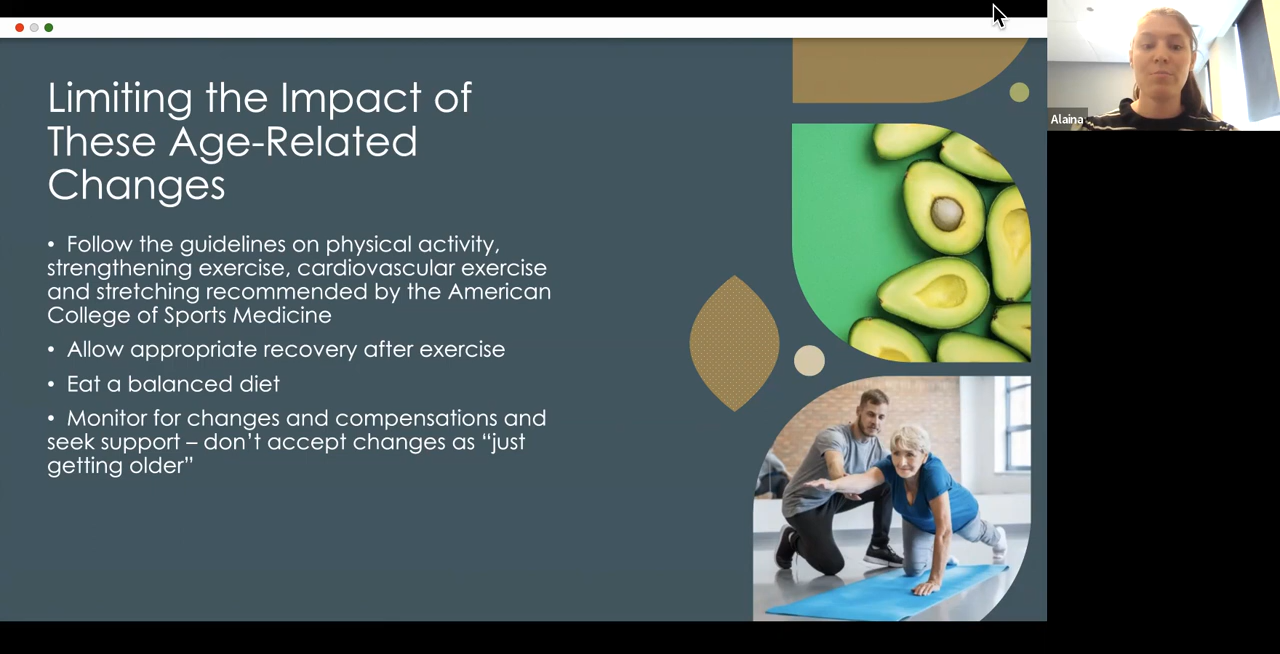 Limiting the Impact of
These Age-Related
Changes
• Follow the guidelines on physical activity,
strengthening exercise, cardiovascular exercise
and stretching recommended by the American
College of Sports Medicine
• Allow appropriate recovery after exercise
• Eat a balanced diet
• Monitor for changes and compensations and
seek support – don’t accept changes as “just
getting older”
Alaina